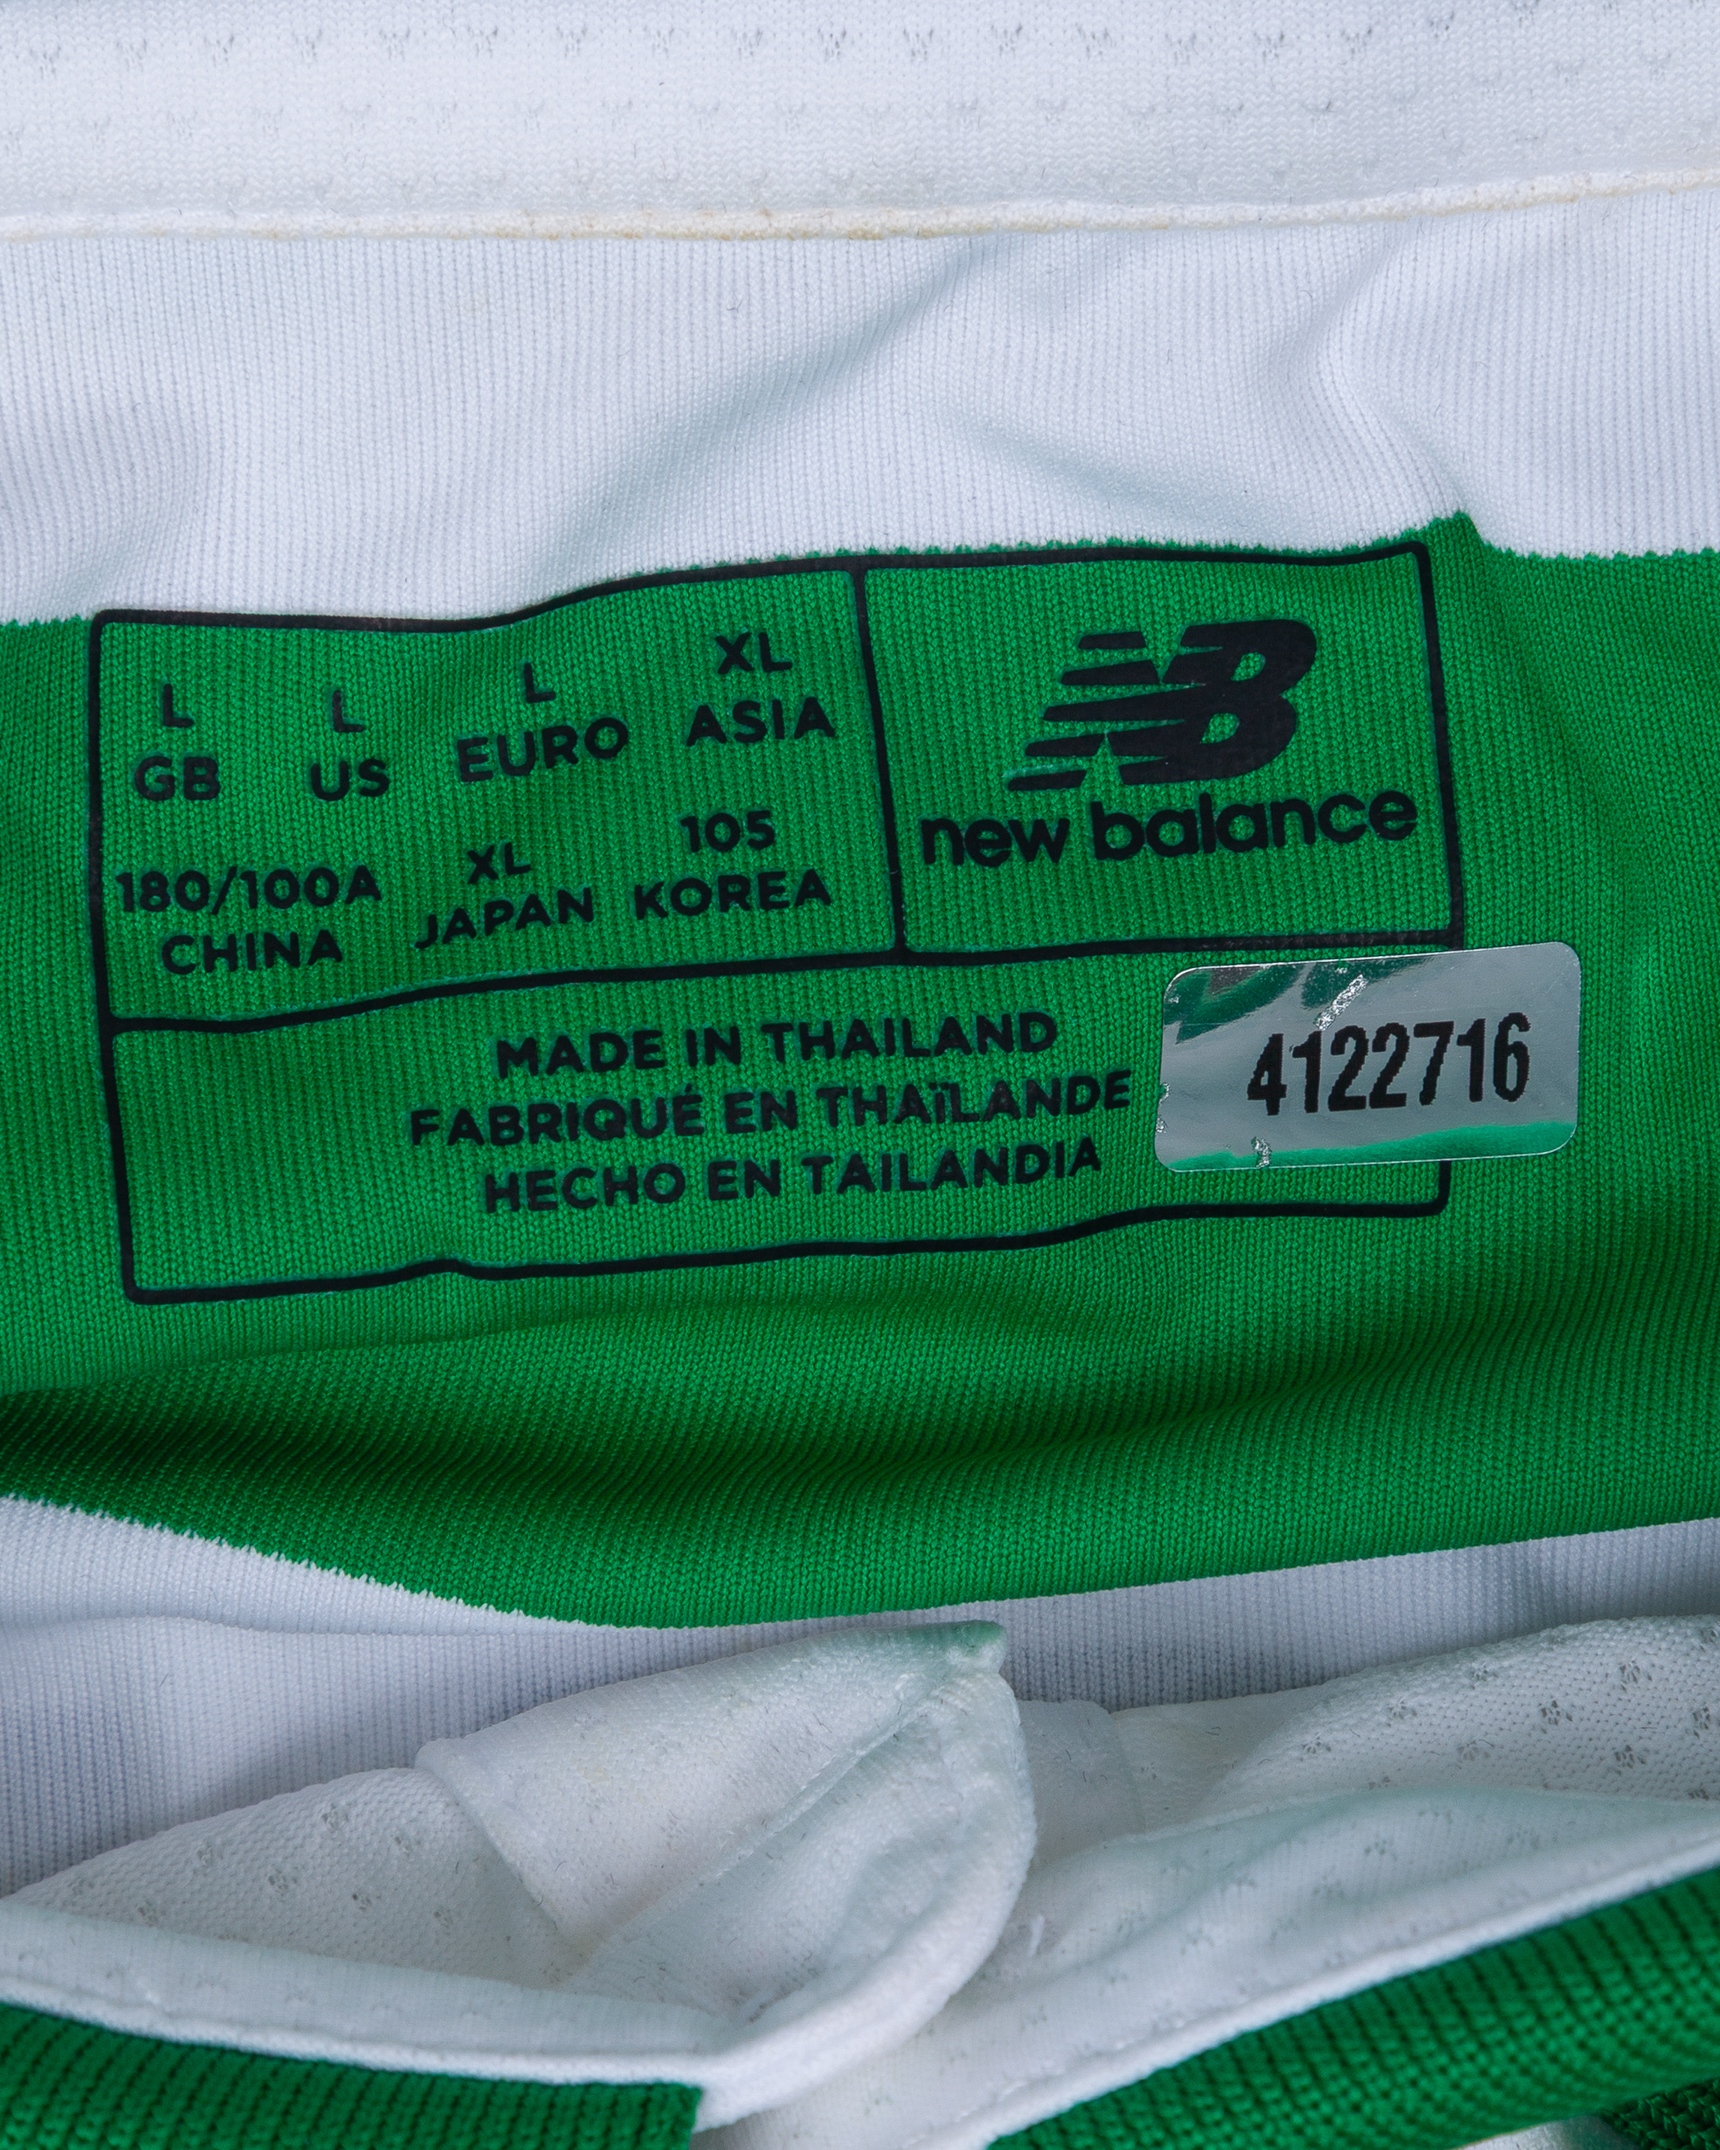 L L L XL
GB US EURO ASIA
180/100A XL 105
CHINA JAPAN KOREA
NB
new balance
MADE IN THAILAND
FABRIQUÉ EN THAÏLANDE
HECHO EN TAILANDIA
4122716